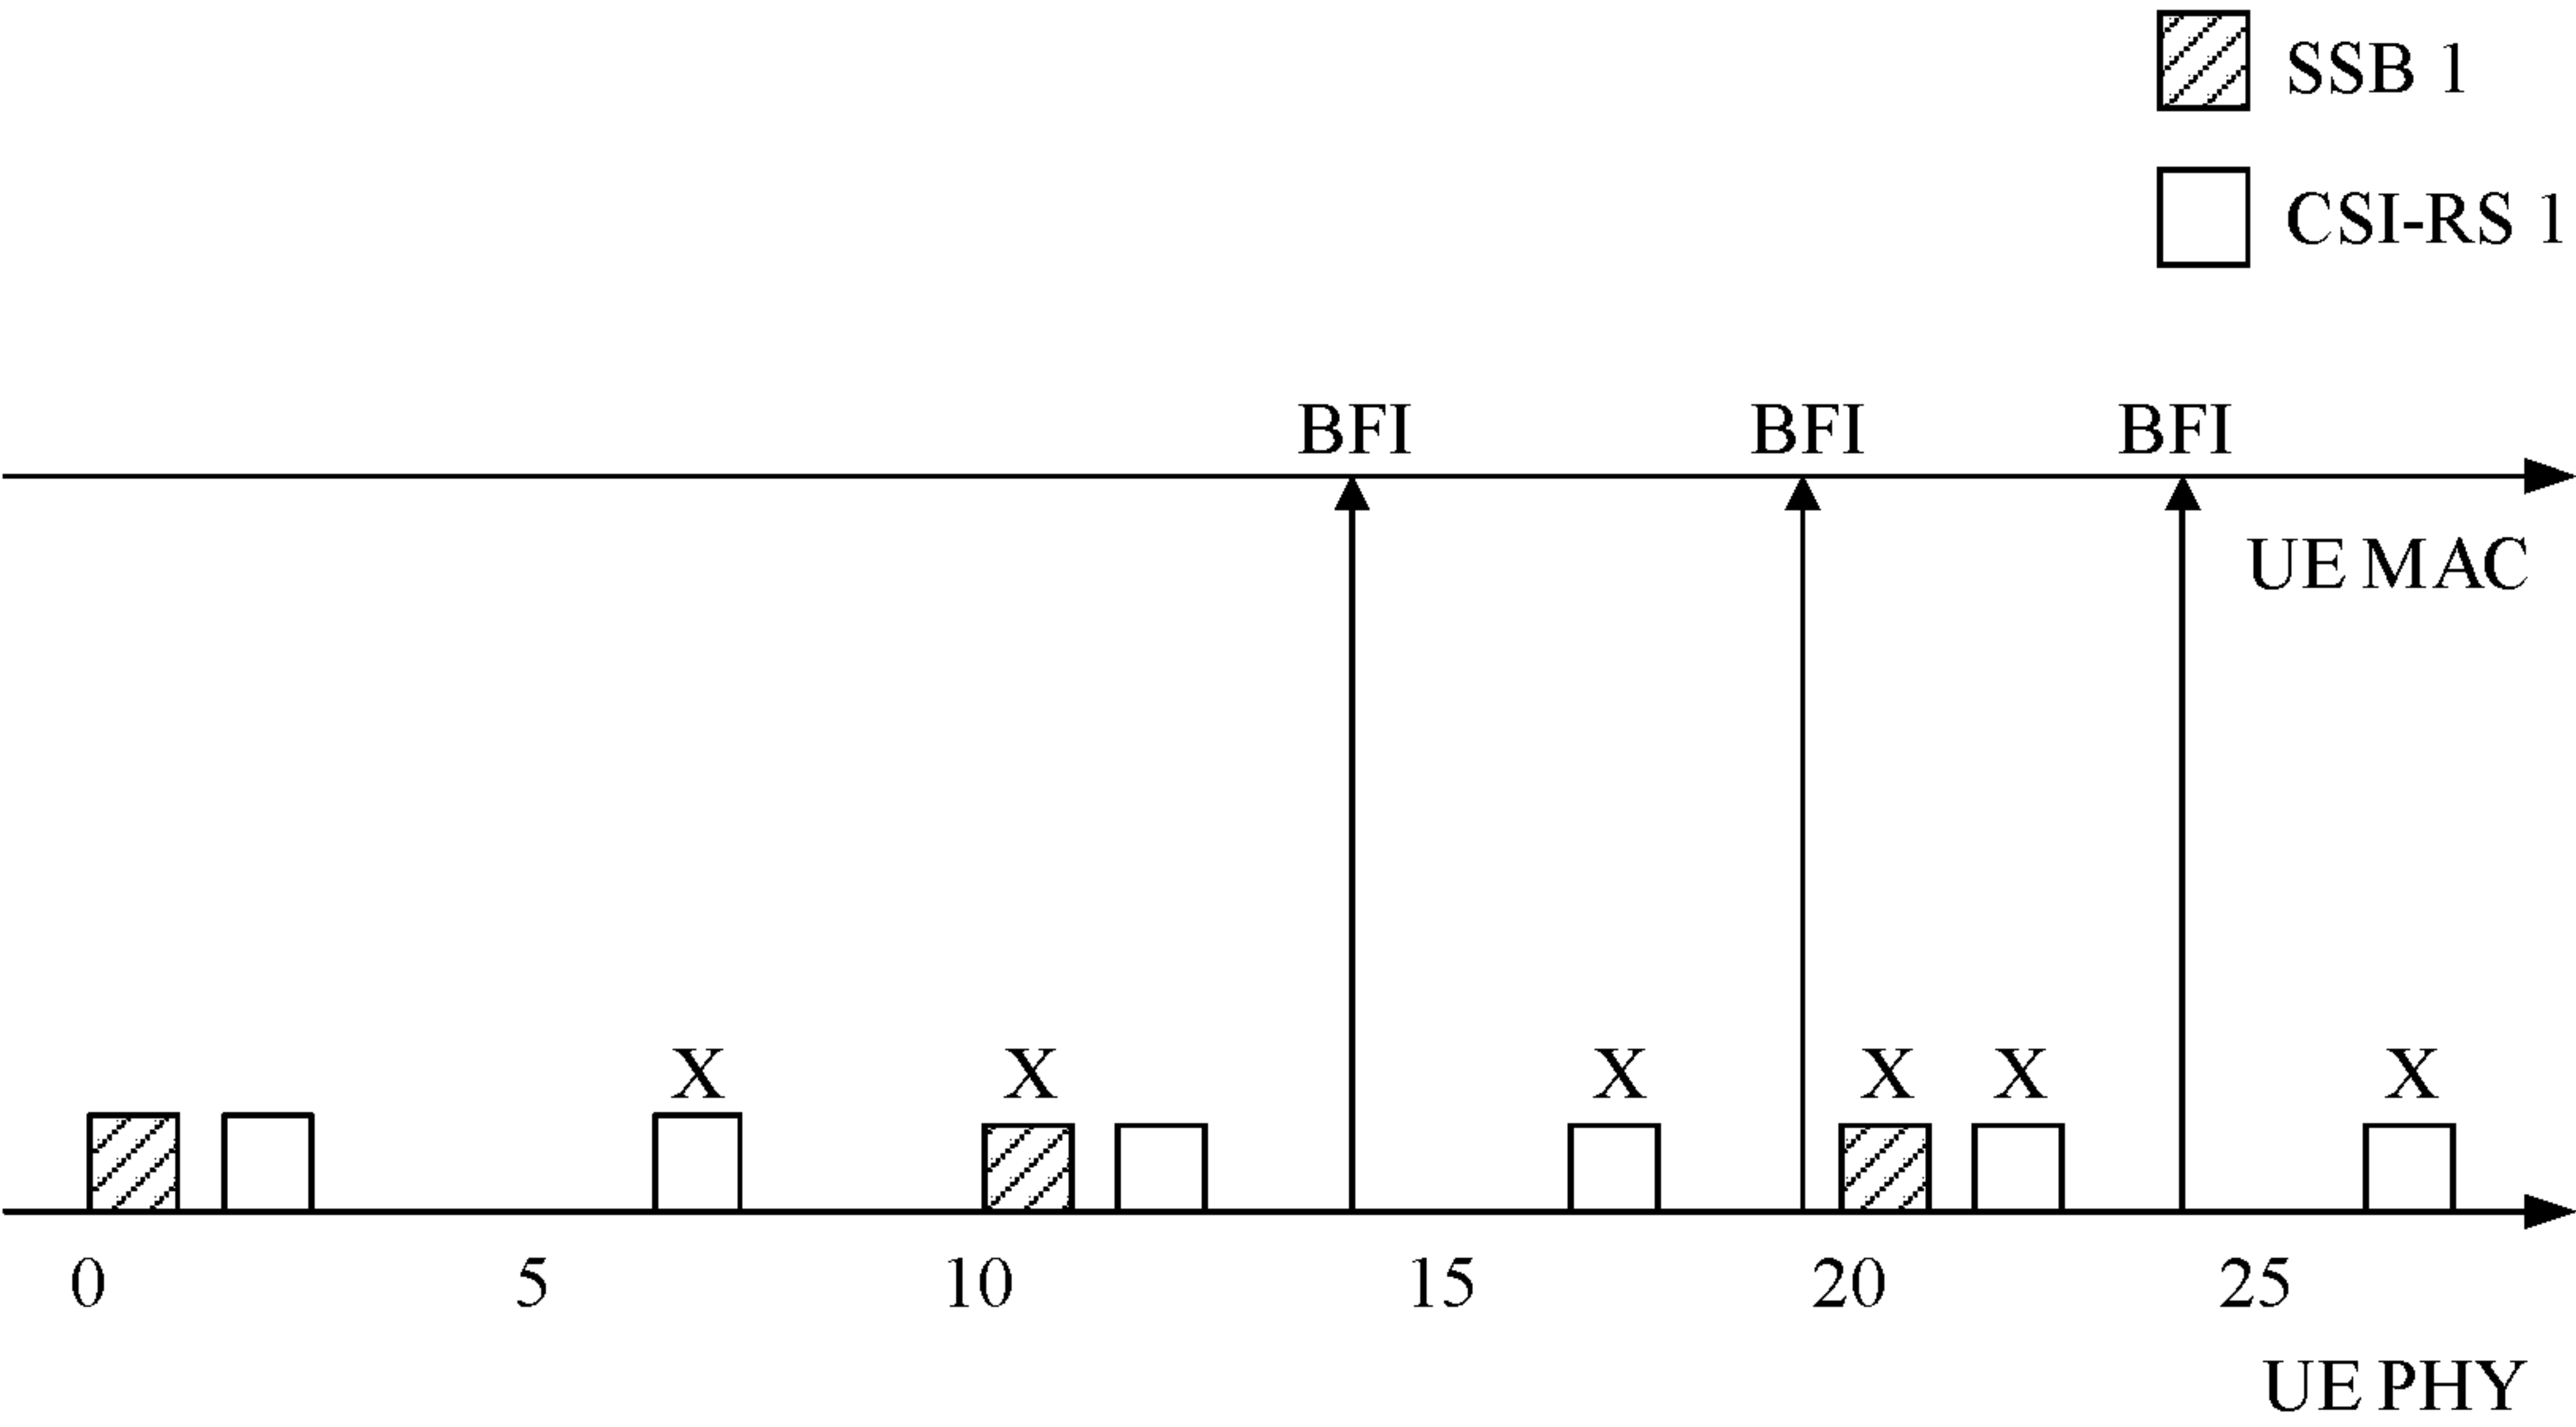 SSB 1
CSI-RS 1
BFI BFI BFI
UE MAC
X X X X X X
0 5 10 15 20 25
UE PHY